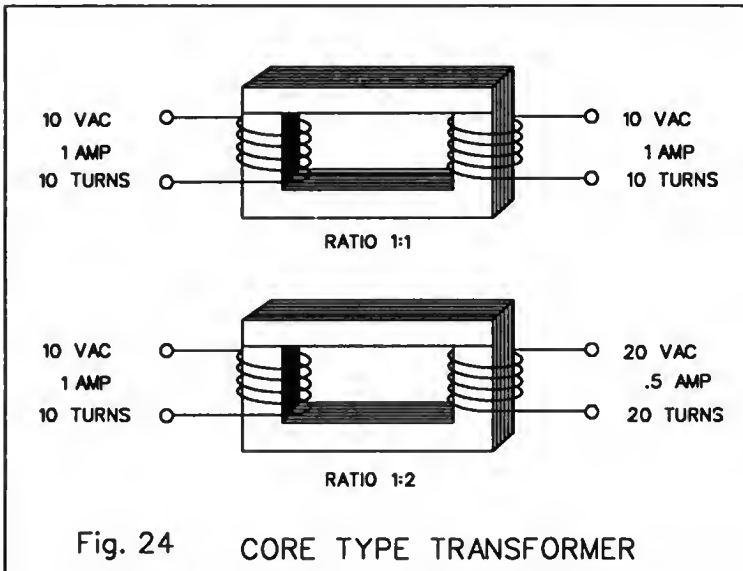 10 VAC 10 VAC
1 AMP 1 AMP
10 TURNS 10 TURNS
RATIO 1:1
10 VAC 20 VAC
1 AMP .5 AMP
10 TURNS 20 TURNS
RATIO 1:2
Fig. 24 CORE TYPE TRANSFORMER